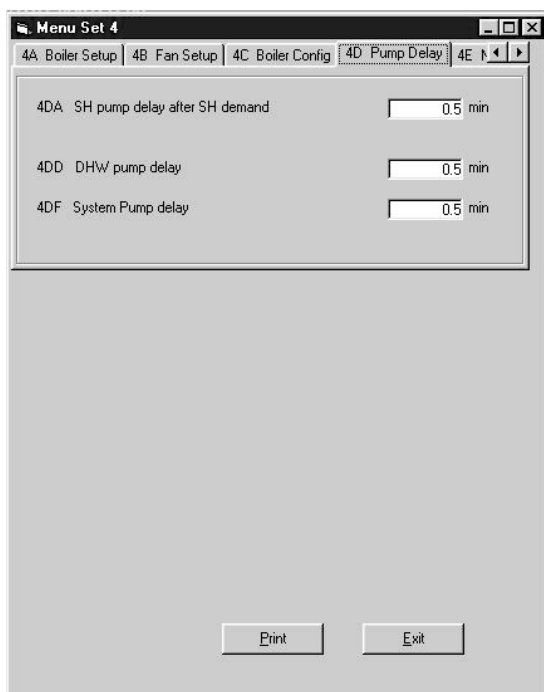 Menu Set 4
4A Boiler Setup 4B Fan Setup 4C Boiler Config 4D Pump Delay 4E
4DA SH pump delay after SH demand 0.5 min
4DD DHW pump delay 0.5 min
4DF System Pump delay 0.5 min
Print Exit